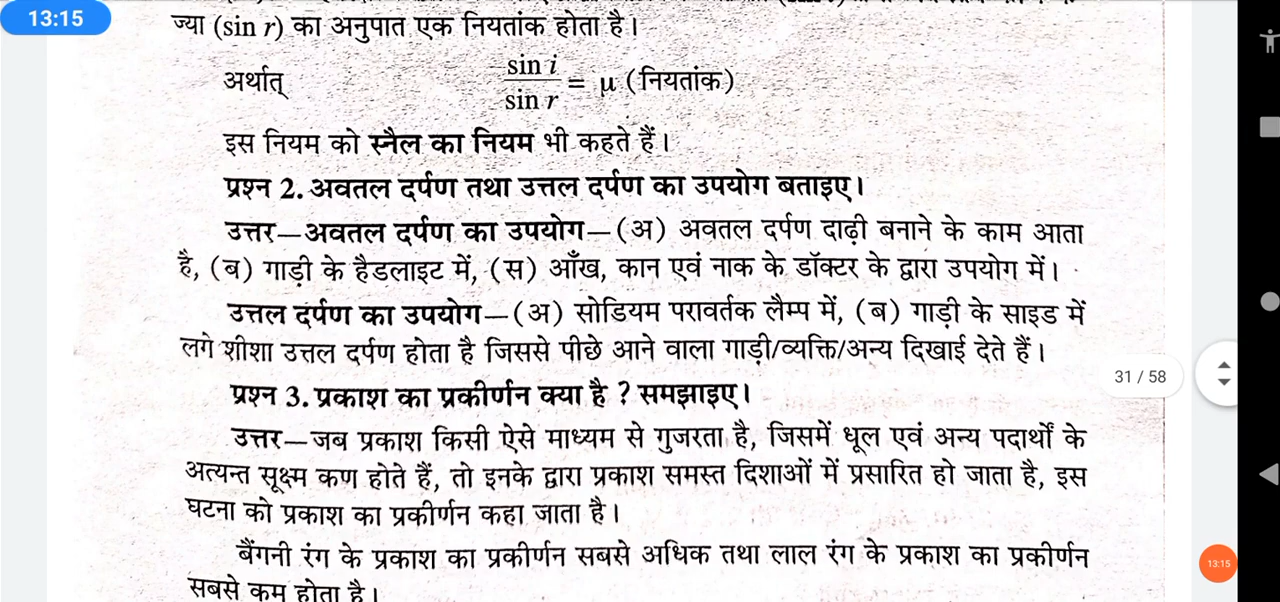 13:15
ज्या (sin r) का अनुपात एक नियतांक होता है।
अर्थात् sin i / sin r = μ (नियतांक)
इस नियम को स्नैल का नियम भी कहते हैं।
प्रश्न 2. अवतल दर्पण तथा उत्तल दर्पण का उपयोग बताइए।
उत्तर—अवतल दर्पण का उपयोग—(अ) अवतल दर्पण दाढ़ी बनाने के काम आता
है, (ब) गाड़ी के हैडलाइट में, (स) आँख, कान एवं नाक के डॉक्टर के द्वारा उपयोग में।
उत्तल दर्पण का उपयोग—(अ) सोडियम परावर्तक लैम्प में, (ब) गाड़ी के साइड में
लगे शीशा उत्तल दर्पण होता है जिससे पीछे आने वाला गाड़ी/व्यक्ति/अन्य दिखाई देते हैं।
31 / 58
प्रश्न 3. प्रकाश का प्रकीर्णन क्या है ? समझाइए।
उत्तर—जब प्रकाश किसी ऐसे माध्यम से गुजरता है, जिसमें धूल एवं अन्य पदार्थों के
अत्यन्त सूक्ष्म कण होते हैं, तो इनके द्वारा प्रकाश समस्त दिशाओं में प्रसारित हो जाता है, इस
घटना को प्रकाश का प्रकीर्णन कहा जाता है।
बैंगनी रंग के प्रकाश का प्रकीर्णन सबसे अधिक तथा लाल रंग के प्रकाश का प्रकीर्णन
सबसे कम होता है।
13:15